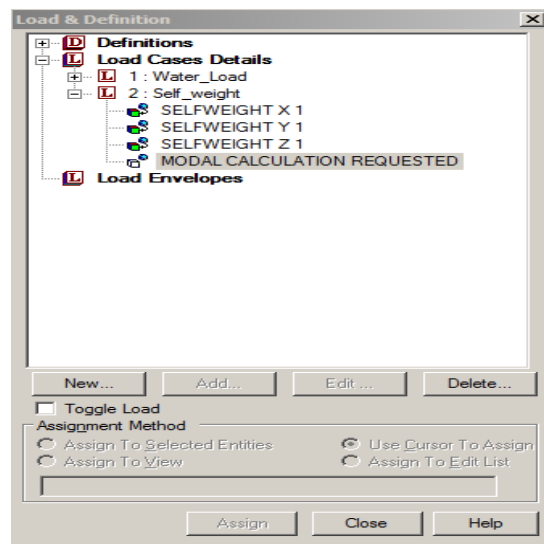 Load & Definition
D Definitions
L Load Cases Details
L 1 : Water_Load
L 2 : Self_weight
SELFWEIGHT X 1
SELFWEIGHT Y 1
SELFWEIGHT Z 1
MODAL CALCULATION REQUESTED
L Load Envelopes
New... Add... Edit ... Delete...
Toggle Load
Assignment Method
Assign To Selected Entities Use Cursor To Assign
Assign To View Assign To Edit List
Assign Close Help